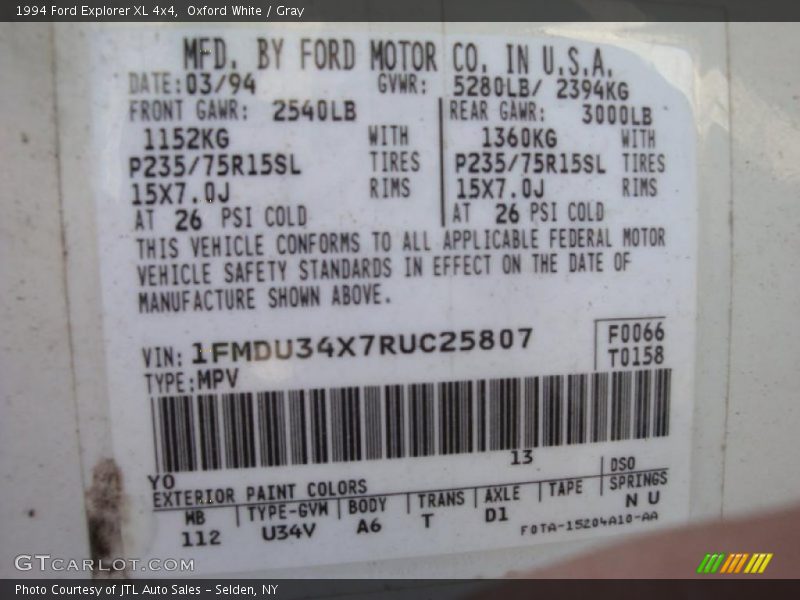 1994 Ford Explorer XL 4x4, Oxford White / Gray
MFD. BY FORD MOTOR CO. IN U.S.A.
DATE: 03/94 GVWR: 5280LB/ 2394KG
FRONT GAWR: 2540LB REAR GAWR: 3000LB
1152KG WITH 1360KG WITH
P235/75R15SL TIRES P235/75R15SL TIRES
15X7.0J RIMS 15X7.0J RIMS
AT 26 PSI COLD AT 26 PSI COLD
THIS VEHICLE CONFORMS TO ALL APPLICABLE FEDERAL MOTOR
VEHICLE SAFETY STANDARDS IN EFFECT ON THE DATE OF
MANUFACTURE SHOWN ABOVE.
VIN: 1FMDU34X7RUC25807 F0066
TYPE: MPV T0158
13
YO DSO
EXTERIOR PAINT COLORS
WB TYPE-GVW BODY TRANS AXLE TAPE SPRINGS
112 U34V A6 T D1 N U
F0TA-15204A10-AA
GTCARLOT.COM
Photo Courtesy of JTL Auto Sales - Selden, NY